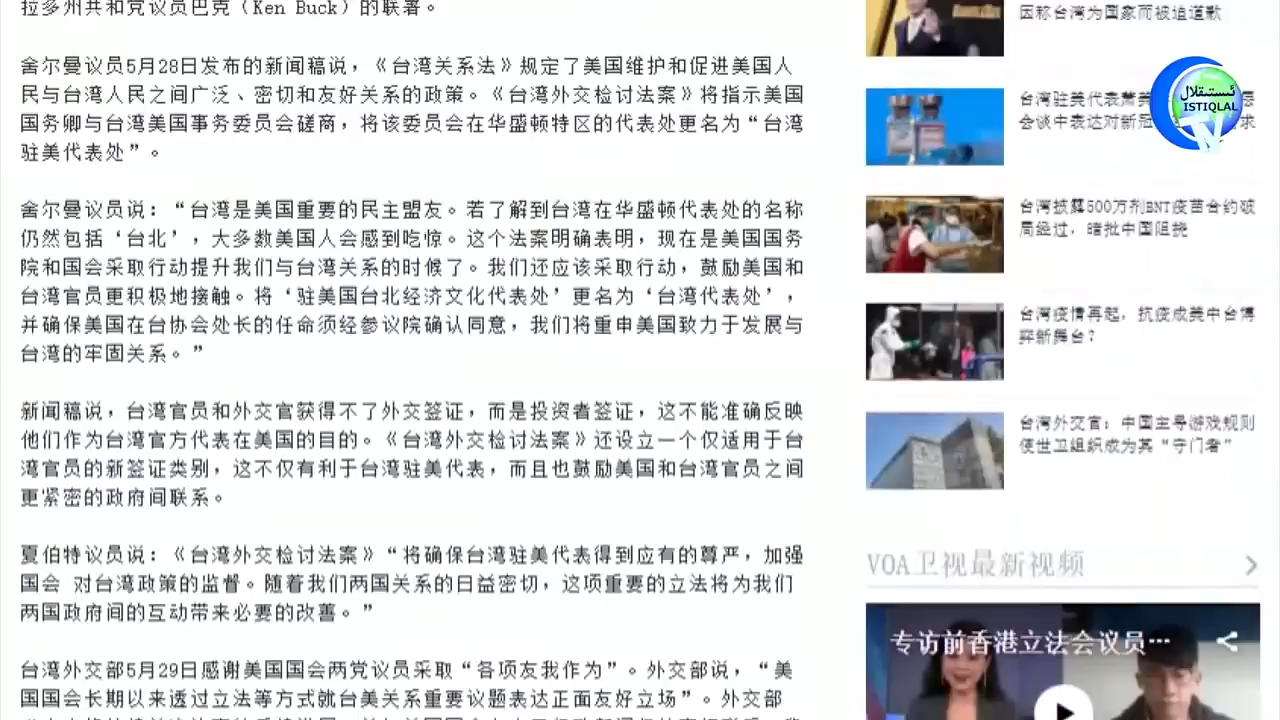 拉多州共和党议员巴克（Ken Buck）的联署。
舍尔曼议员5月28日发布的新闻稿说，《台湾关系法》规定了美国维护和促进美国人
民与台湾人民之间广泛、密切和友好关系的政策。《台湾外交检讨法案》将指示美国
国务卿与台湾美国事务委员会磋商，将该委员会在华盛顿特区的代表处更名为“台湾
驻美代表处”。
舍尔曼议员说：“台湾是美国重要的民主盟友。若了解到台湾在华盛顿代表处的名称
仍然包括‘台北’，大多数美国人会感到吃惊。这个法案明确表明，现在是美国国务
院和国会采取行动提升我们与台湾关系的时候了。我们还应该采取行动，鼓励美国和
台湾官员更积极地接触。将‘驻美国台北经济文化代表处’更名为‘台湾代表处’，
并确保美国在台协会处长的任命须经参议院确认同意，我们将重申美国致力于发展与
台湾的牢固关系。”
新闻稿说，台湾官员和外交官获得不了外交签证，而是投资者签证，这不能准确反映
他们作为台湾官方代表在美国的目的。《台湾外交检讨法案》还设立一个仅适用于台
湾官员的新签证类别，这不仅有利于台湾驻美代表，而且也鼓励美国和台湾官员之间
更紧密的政府间联系。
夏伯特议员说：《台湾外交检讨法案》“将确保台湾驻美代表得到应有的尊严，加强
国会 对台湾政策的监督。随着我们两国关系的日益密切，这项重要的立法将为我们
两国政府间的互动带来必要的改善。”
台湾外交部5月29日感谢美国国会两党议员采取“各项友我作为”。外交部说，“美
国国会长期以来透过立法等方式就台美关系重要议题表达正面友好立场”。外交部
因称台湾为国家而被迫道歉
台湾驻美代表萧美
会谈中表达对新冠 求
台湾披露500万剂BNT疫苗合约破
局经过，暗批中国阻挠
台湾疫情再起，抗疫成美中台博
弈新舞台？
台湾外交官：中国主导游戏规则
使世卫组织成为其“守门者”
VOA卫视最新视频
专访前香港立法会议员…
ئىستىقلال
ISTIQLAL
TV